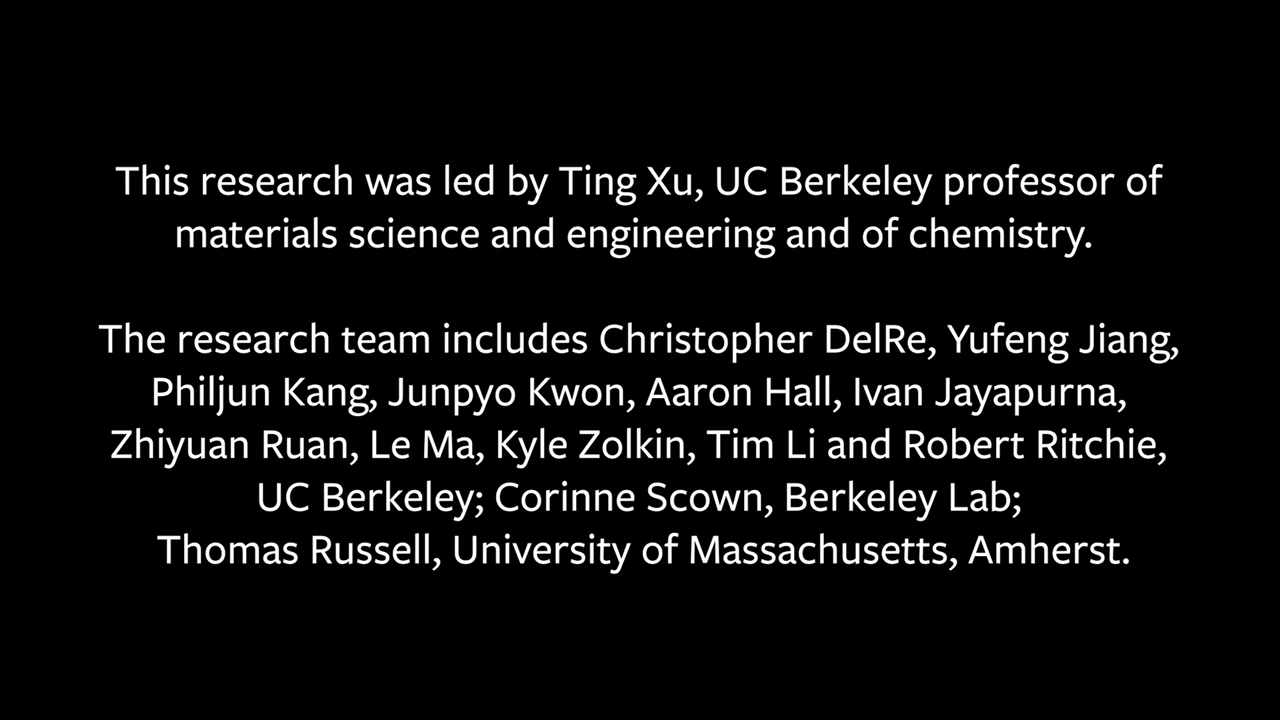 This research was led by Ting Xu, UC Berkeley professor of
materials science and engineering and of chemistry.
The research team includes Christopher DelRe, Yufeng Jiang,
Philjun Kang, Junpyo Kwon, Aaron Hall, Ivan Jayapurna,
Zhiyuan Ruan, Le Ma, Kyle Zolkin, Tim Li and Robert Ritchie,
UC Berkeley; Corinne Scown, Berkeley Lab;
Thomas Russell, University of Massachusetts, Amherst.